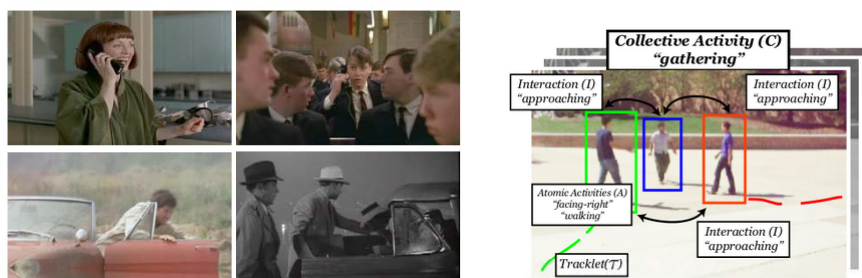 Collective Activity (C)
"gathering"
Interaction (I)
"approaching"
Interaction (I)
"approaching"
Atomic Activities (A)
"facing-right"
"walking"
Interaction (I)
"approaching"
Tracklet(τ)